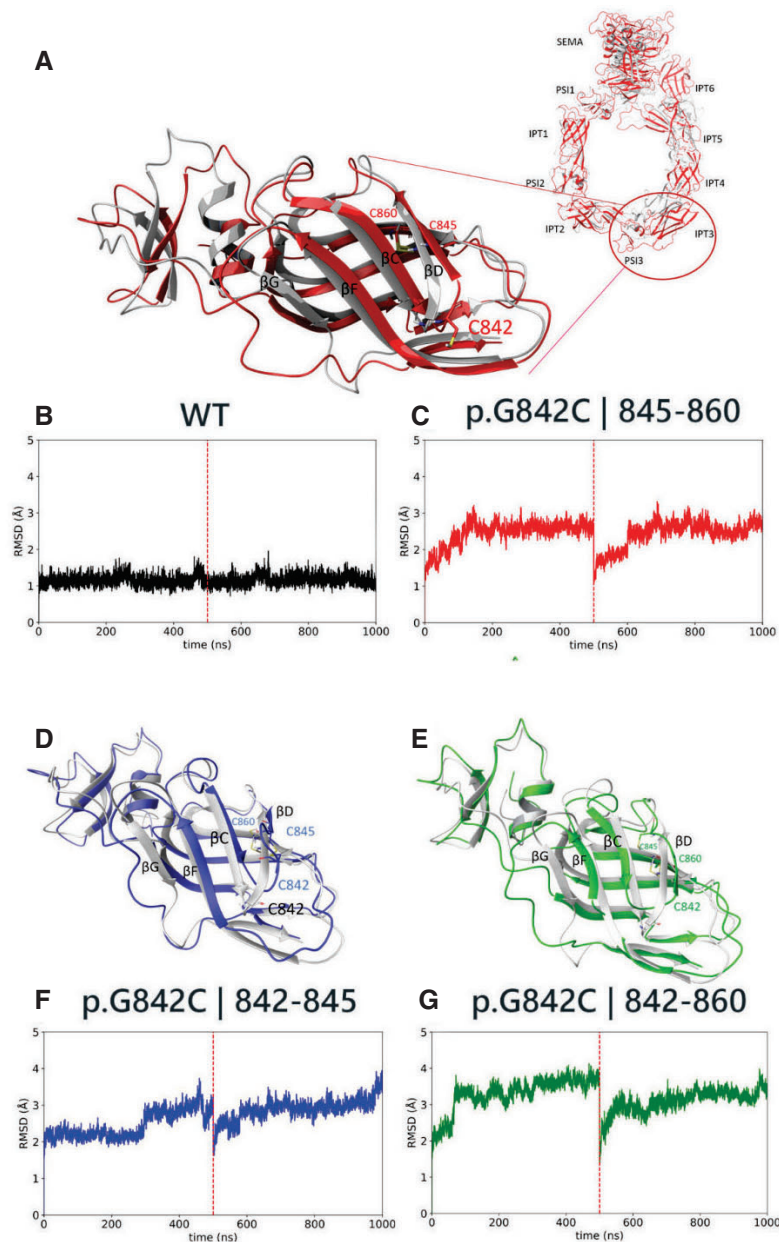 A
SEMA
PSI1
IPT6
IPT1
IPT5
PSI2
IPT4
IPT2
IPT3
PSI3
C860
C845
βC
βD
βG
βF
C842
B
WT
C
p.G842C | 845-860
RMSD (Å)
5
4
3
2
1
0
0 200 400 600 800 1000
time (ns)
RMSD (Å)
5
4
3
2
1
0
0 200 400 600 800 1000
time (ns)
D
βD
C860
C845
βC
βG
βF
C842
C842
E
βC
βD
C845
C860
βG
βF
C842
F
p.G842C | 842-845
G
p.G842C | 842-860
RMSD (Å)
5
4
3
2
1
0
0 200 400 600 800 1000
time (ns)
RMSD (Å)
5
4
3
2
1
0
0 200 400 600 800 1000
time (ns)